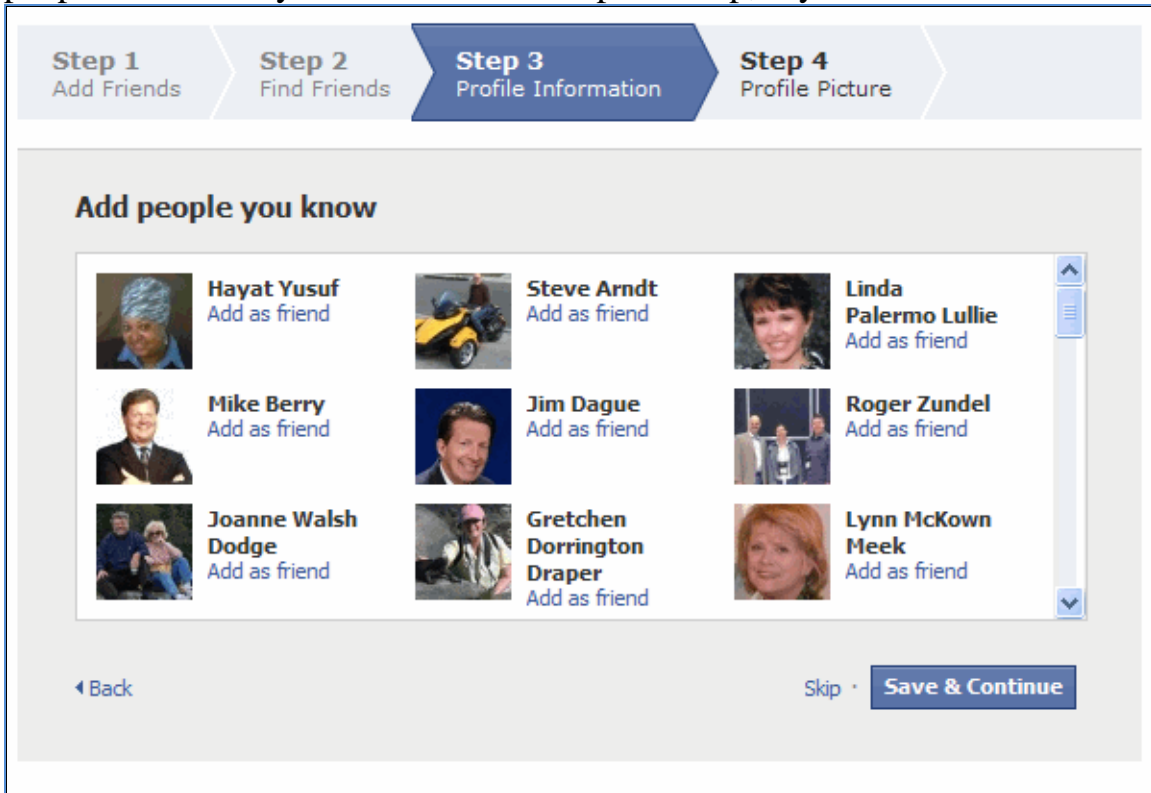 Step 1
Add Friends
Step 2
Find Friends
Step 3
Profile Information
Step 4
Profile Picture
Add people you know
Hayat Yusuf
Add as friend
Steve Arndt
Add as friend
Linda
Palermo Lullie
Add as friend
Mike Berry
Add as friend
Jim Dague
Add as friend
Roger Zundel
Add as friend
Joanne Walsh
Dodge
Add as friend
Gretchen
Dorrington
Draper
Add as friend
Lynn McKown
Meek
Add as friend
Back
Skip ·
Save & Continue